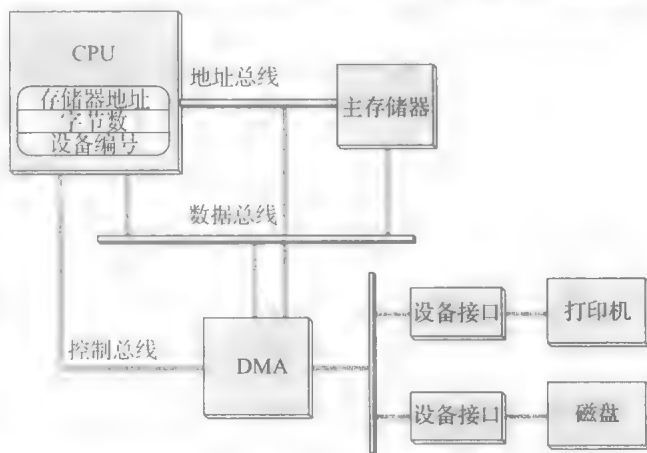 CPU
存储器地址
字节数
设备编号
地址总线
主存储器
数据总线
控制总线
DMA
设备接口
打印机
设备接口
磁盘